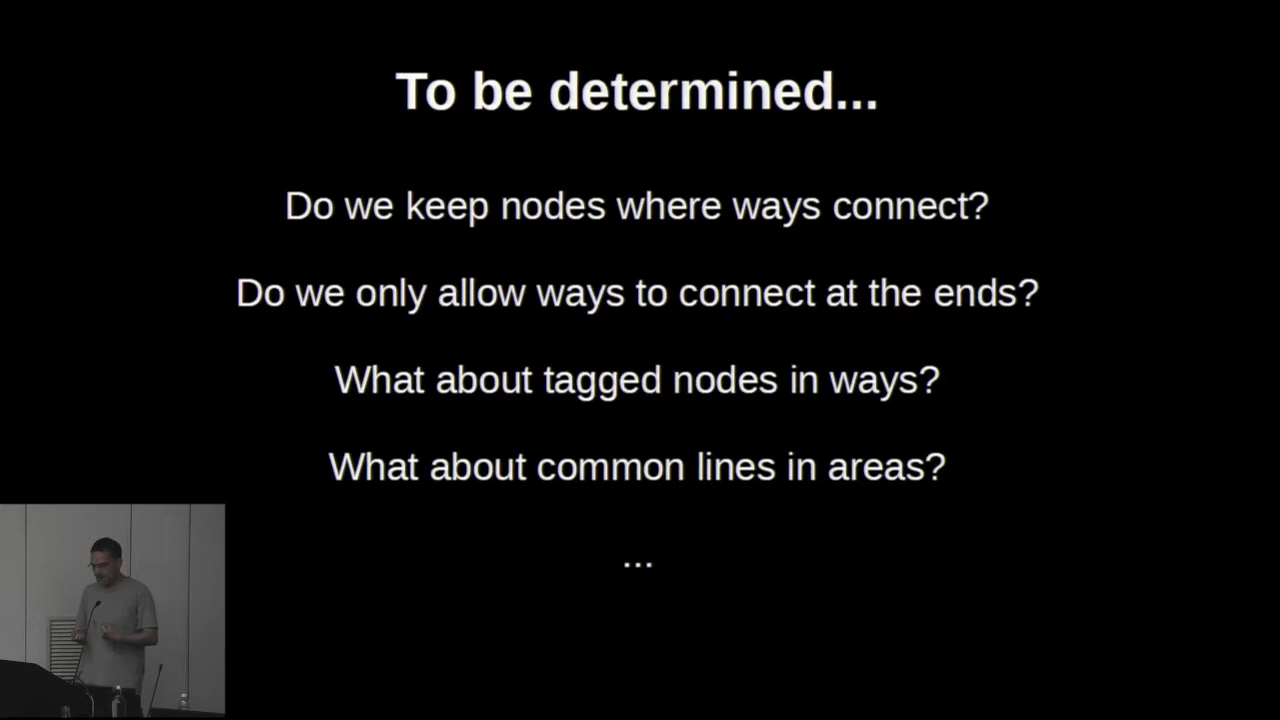 To be determined...
Do we keep nodes where ways connect?
Do we only allow ways to connect at the ends?
What about tagged nodes in ways?
What about common lines in areas?
...